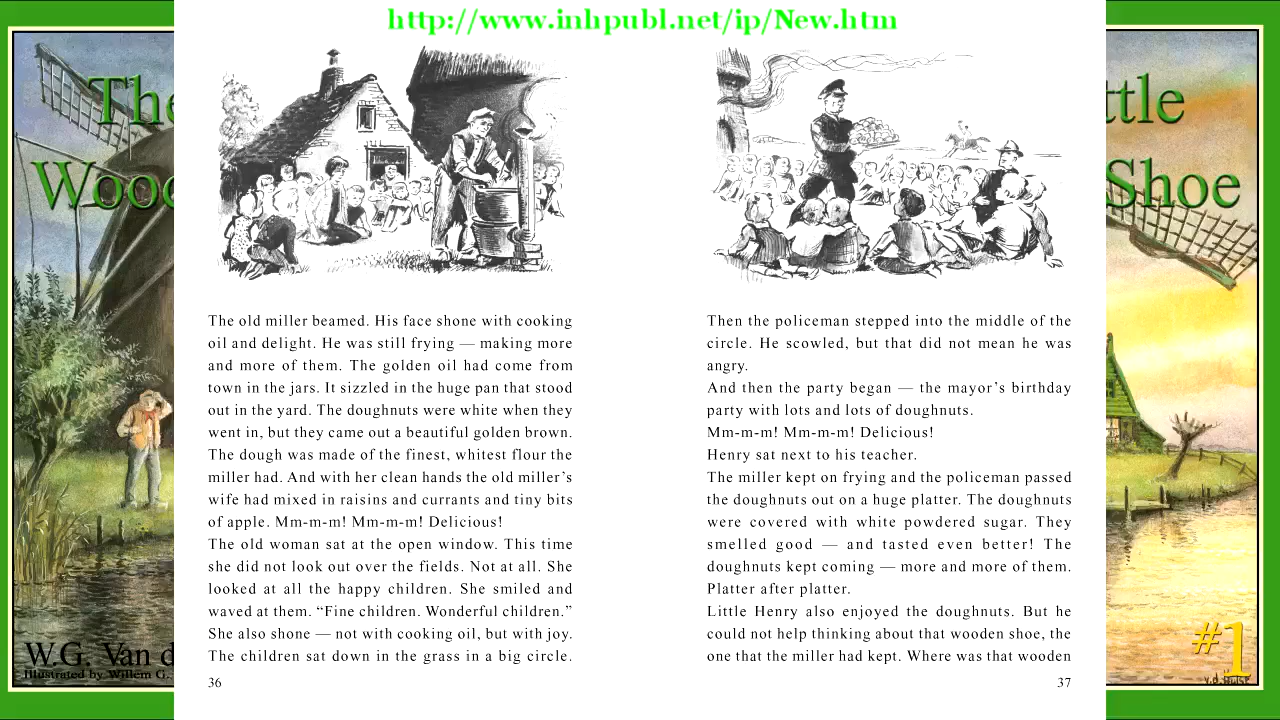 http://www.inhpubl.net/ip/New.htm
The
Wood
W.G. Van d
Illustrated by Willem G.
The old miller beamed. His face shone with cooking
oil and delight. He was still frying — making more
and more of them. The golden oil had come from
town in the jars. It sizzled in the huge pan that stood
out in the yard. The doughnuts were white when they
went in, but they came out a beautiful golden brown.
The dough was made of the finest, whitest flour the
miller had. And with her clean hands the old miller’s
wife had mixed in raisins and currants and tiny bits
of apple. Mm-m-m! Mm-m-m! Delicious!
The old woman sat at the open window. This time
she did not look out over the fields. Not at all. She
looked at all the happy children. She smiled and
waved at them. “Fine children. Wonderful children.”
She also shone — not with cooking oil, but with joy.
The children sat down in the grass in a big circle.
36
Then the policeman stepped into the middle of the
circle. He scowled, but that did not mean he was
angry.
And then the party began — the mayor’s birthday
party with lots and lots of doughnuts.
Mm-m-m! Mm-m-m! Delicious!
Henry sat next to his teacher.
The miller kept on frying and the policeman passed
the doughnuts out on a huge platter. The doughnuts
were covered with white powdered sugar. They
smelled good — and tasted even better! The
doughnuts kept coming — more and more of them.
Platter after platter.
Little Henry also enjoyed the doughnuts. But he
could not help thinking about that wooden shoe, the
one that the miller had kept. Where was that wooden
37
ttle
Shoe
#1